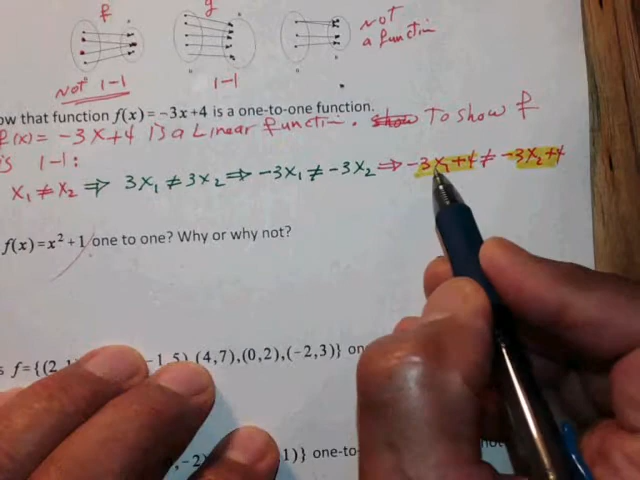 f g
Not
a function
Not 1-1 1-1
ow that function f(x) = −3x+4 is a one-to-one function.
f(x) = -3x+4 is a Linear function. To show f
is 1-1:
x₁ ≠ x₂ ⇒ 3x₁ ≠ 3x₂ ⇒ -3x₁ ≠ -3x₂ ⇒ -3x₁+4 ≠ -3x₂+4
f(x)=x²+1 one to one? Why or why not?
s f={(2,1 −1,5),(4,7),(0,2),(−2,3)} on
0,−2) 1)} one-to-